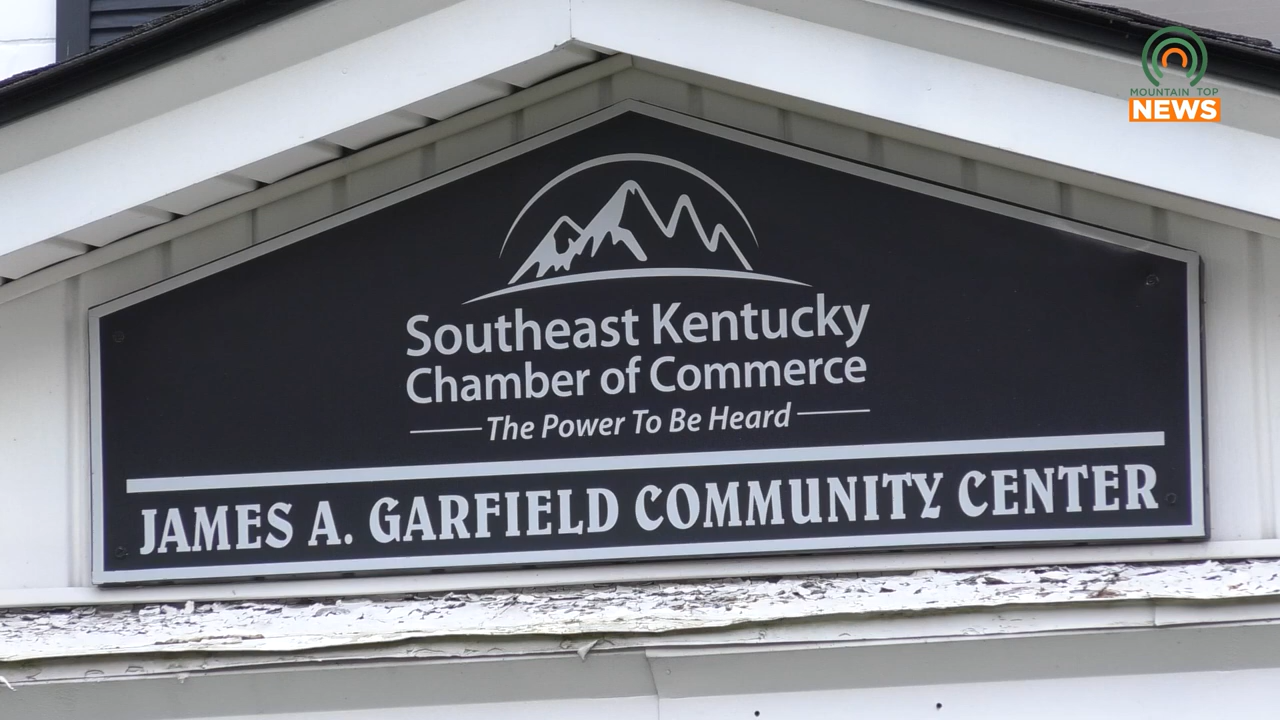 MOUNTAIN TOP
NEWS
Southeast Kentucky
Chamber of Commerce
The Power To Be Heard
JAMES A. GARFIELD COMMUNITY CENTER